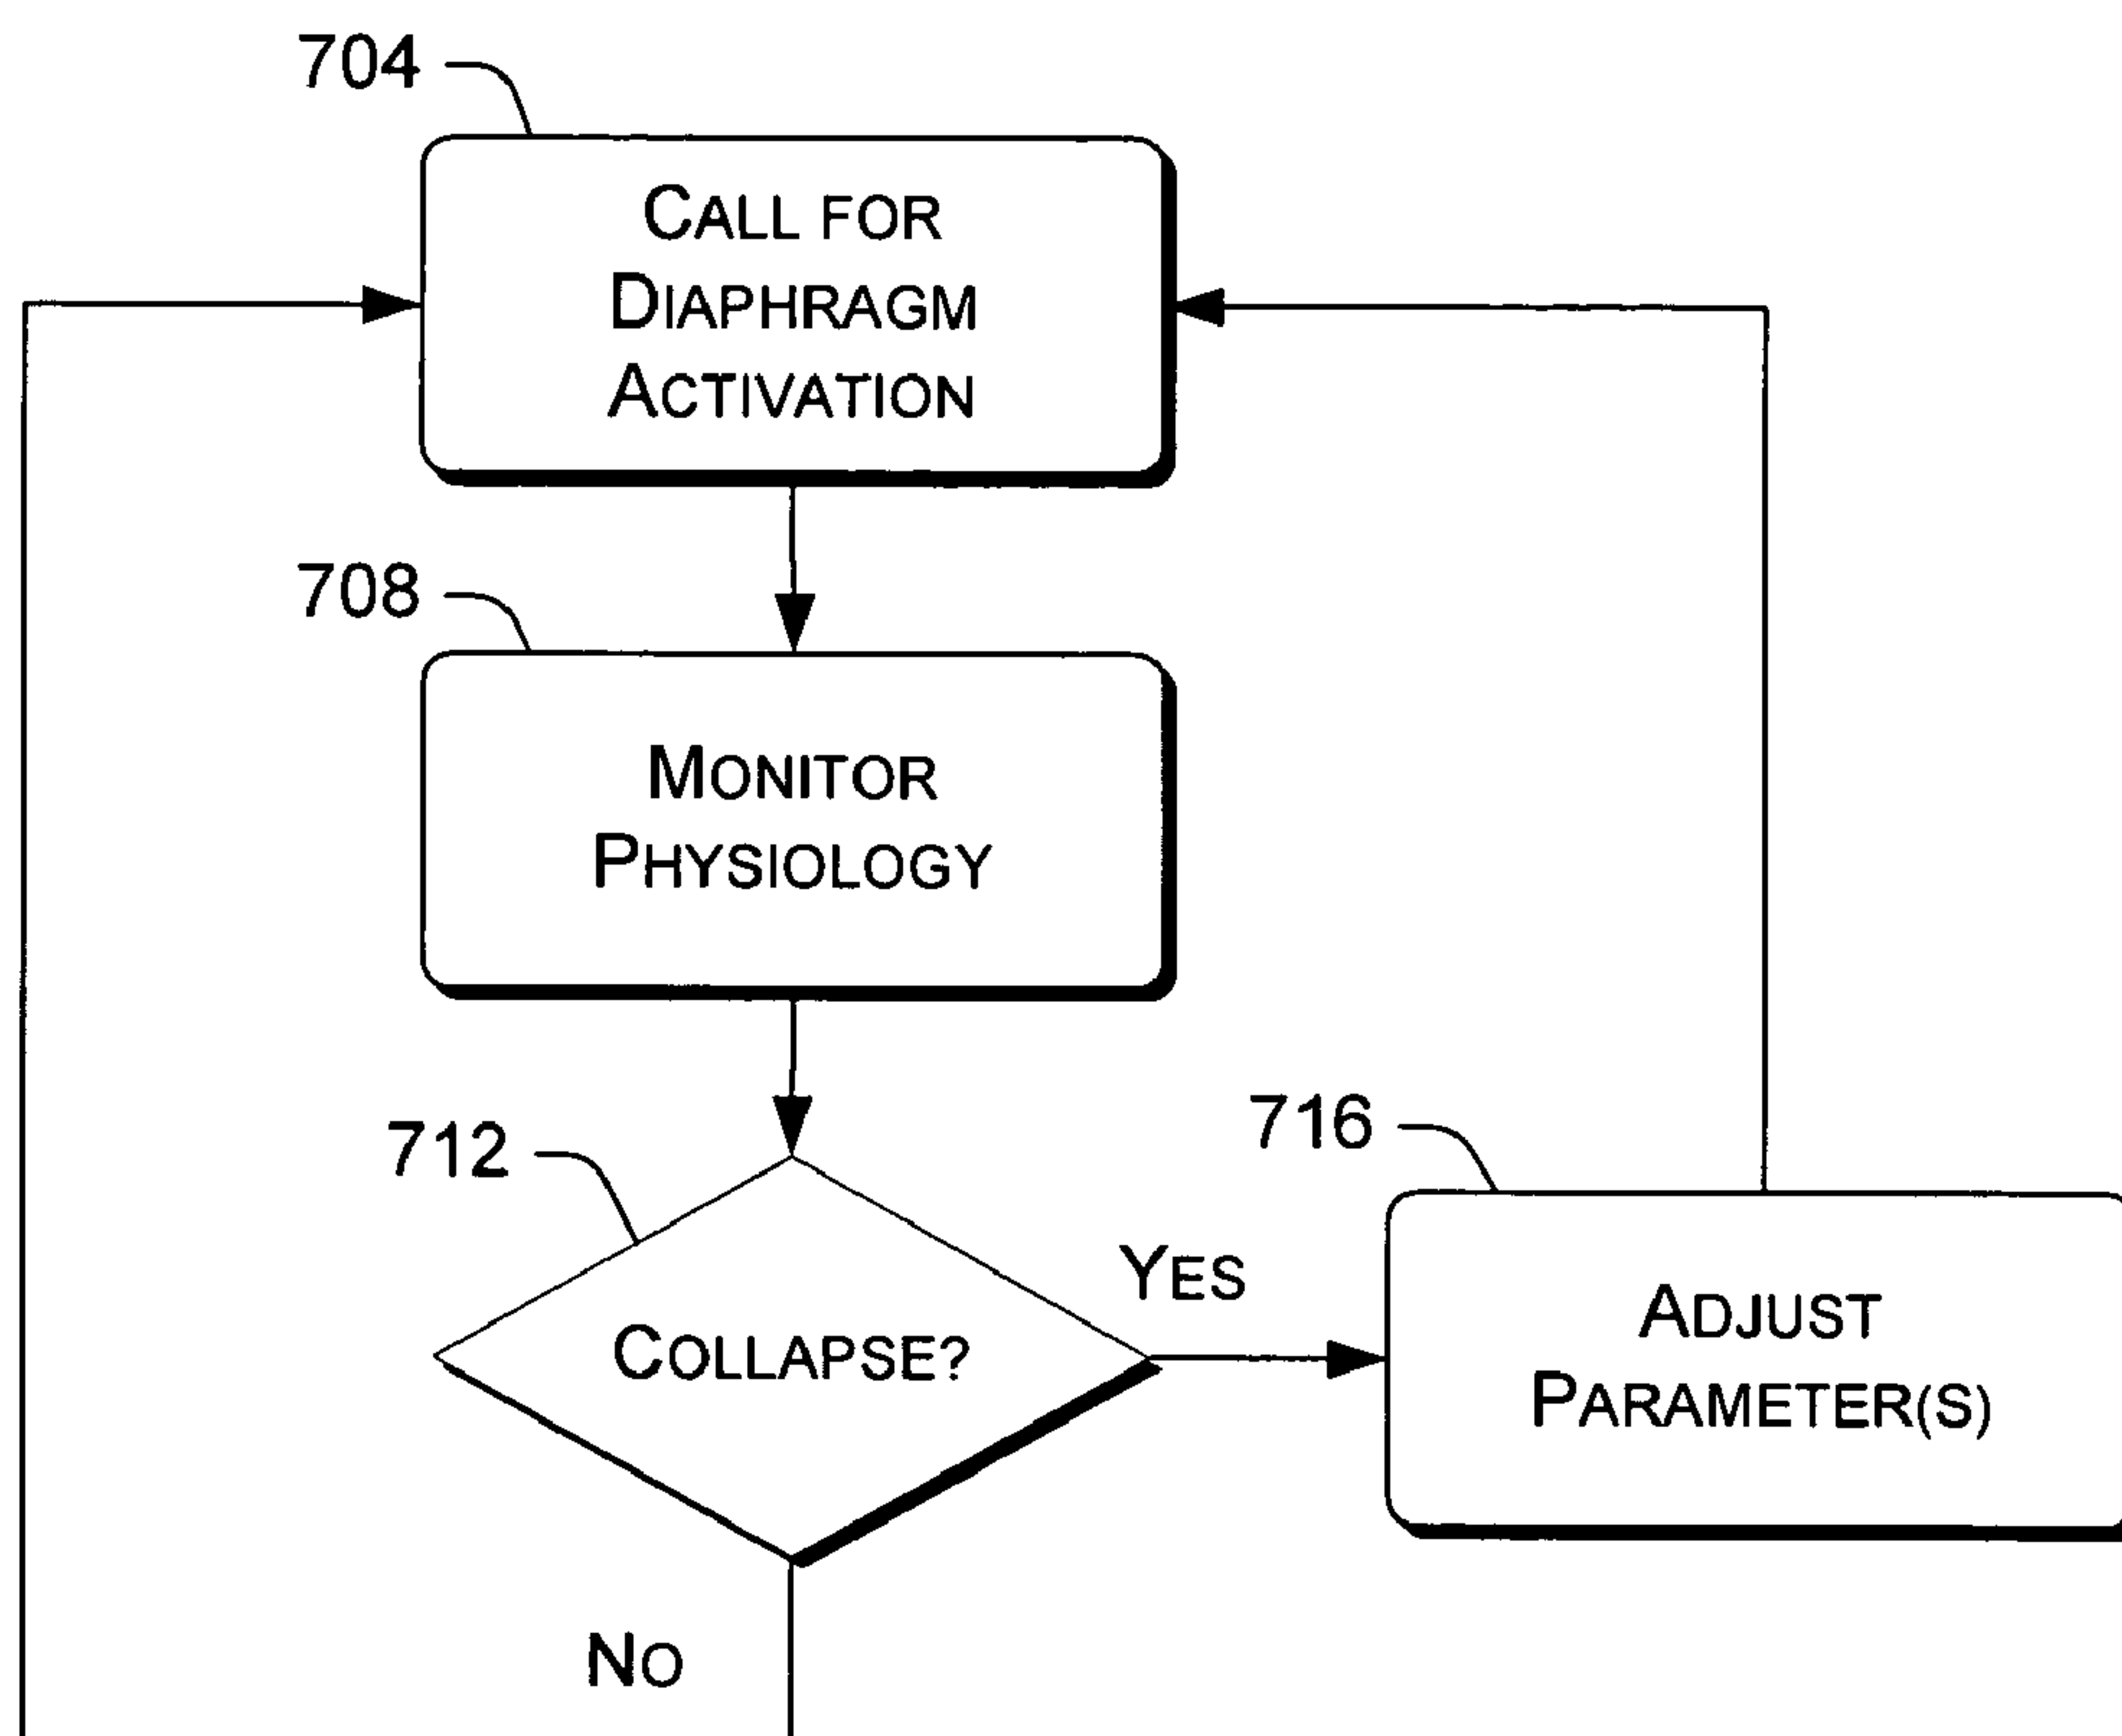 704
CALL FOR
DIAPHRAGM
ACTIVATION
708
MONITOR
PHYSIOLOGY
712
COLLAPSE?
YES
716
ADJUST
PARAMETER(S)
NO